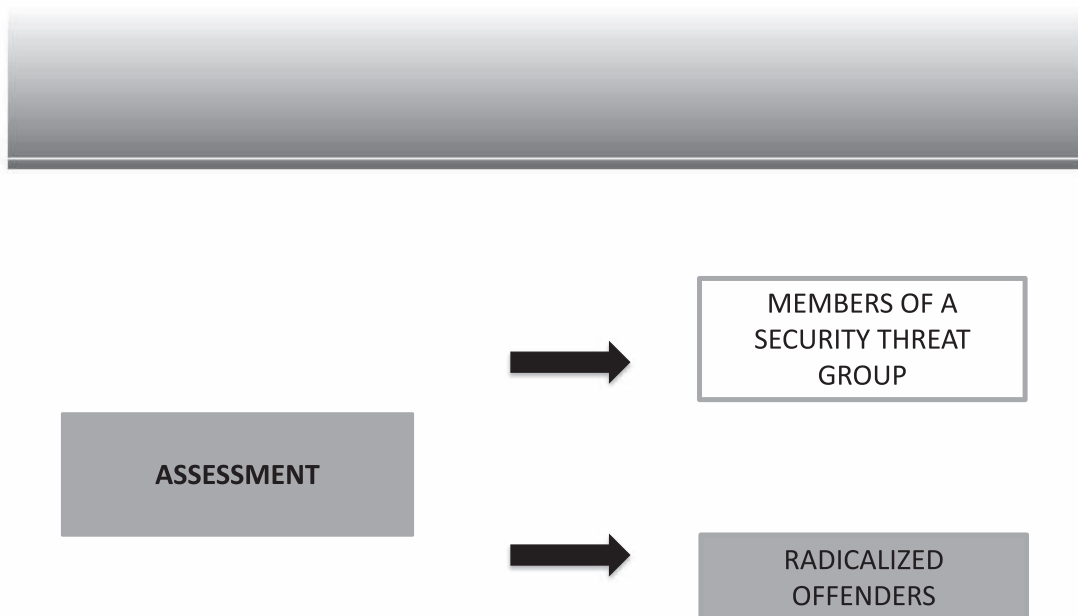 MEMBERS OF A
SECURITY THREAT
GROUP
ASSESSMENT
RADICALIZED
OFFENDERS